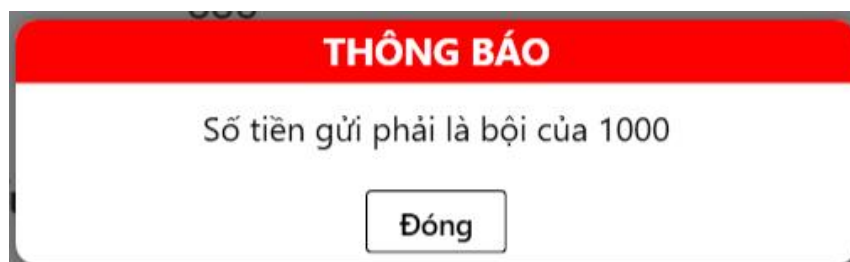 THÔNG BÁO
Số tiền gửi phải là bội của 1000
Đóng